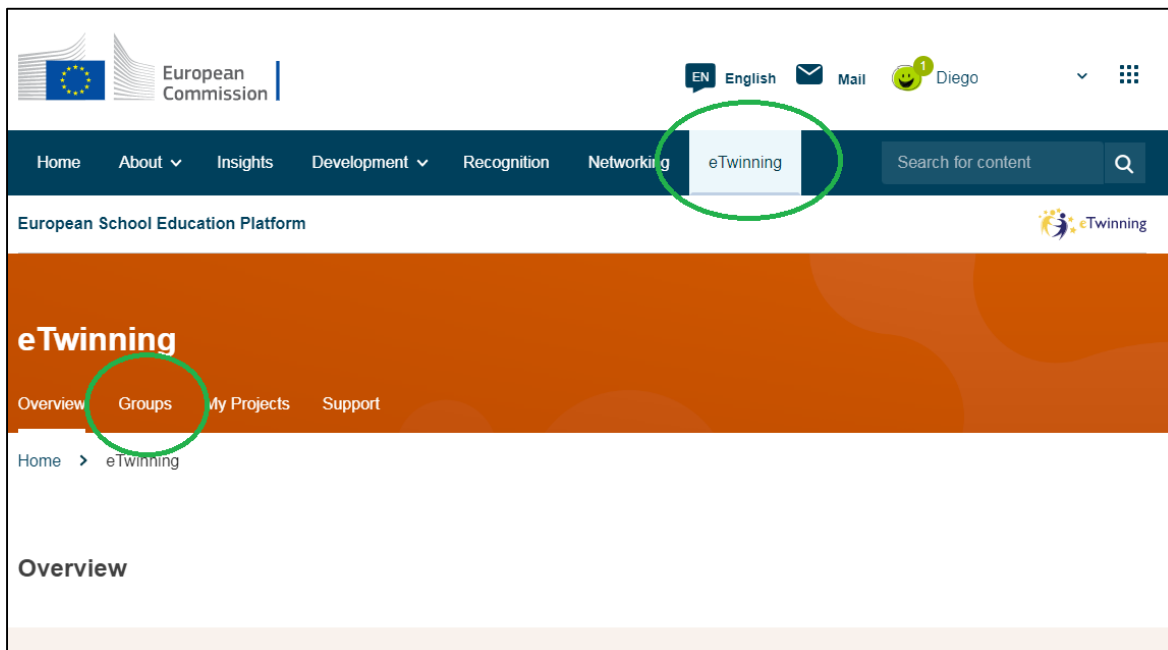 European
Commission
EN English Mail 1 Diego
Home About Insights Development Recognition Networking eTwinning Search for content
European School Education Platform
eTwinning
eTwinning
Overview Groups My Projects Support
Home > eTwinning
Overview